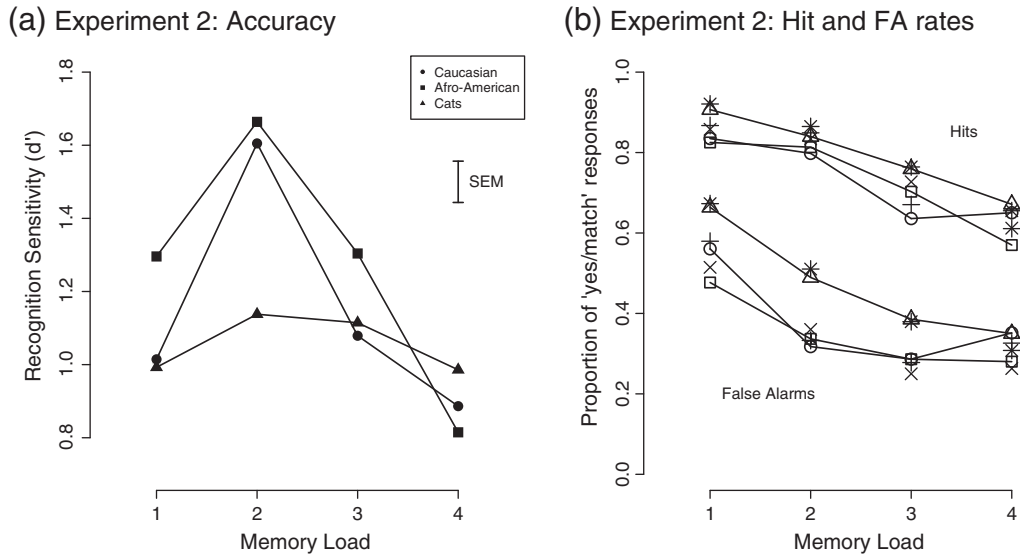 (a) Experiment 2: Accuracy
Recognition Sensitivity (d')
1.8
1.6
1.4
1.2
1.0
0.8
Caucasian
Afro-American
Cats
SEM
1 2 3 4
Memory Load
(b) Experiment 2: Hit and FA rates
Proportion of 'yes/match' responses
1.0
0.8
0.6
0.4
0.2
0.0
Hits
False Alarms
1 2 3 4
Memory Load